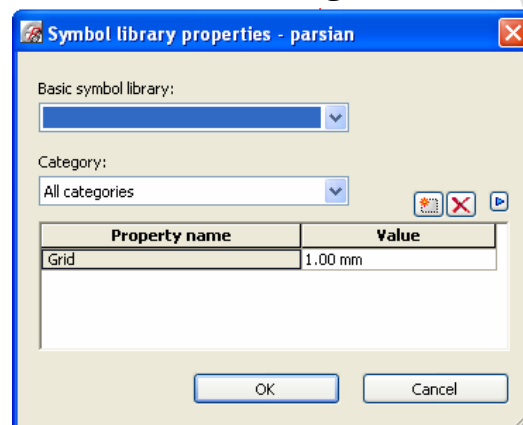 Symbol library properties - parsian
Basic symbol library:
Category:
All categories
Property name Value
Grid 1.00 mm
OK Cancel